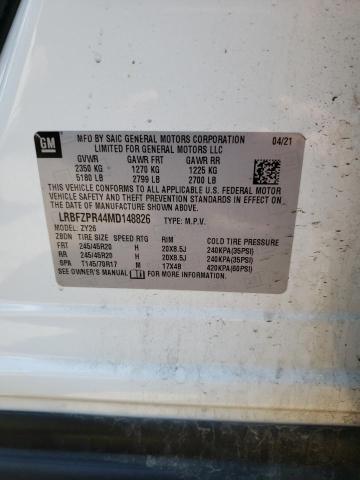 GM
MFD BY SAIC GENERAL MOTORS CORPORATION 04/21
LIMITED FOR GENERAL MOTORS LLC
GVWR GAWR FRT GAWR RR
2350 KG 1270 KG 1225 KG
5180 LB 2799 LB 2700 LB
THIS VEHICLE CONFORMS TO ALL APPLICABLE U.S. FEDERAL MOTOR
VEHICLE SAFETY, BUMPER, AND THEFT PREVENTION STANDARDS IN
EFFECT ON THE DATE OF MANUFACTURE SHOWN ABOVE.
LRBFZPR44MD148826 TYPE: M.P.V.
MODEL: ZY26
ZBDN TIRE SIZE SPEED RTG RIM COLD TIRE PRESSURE
FRT 245/45R20 H 20X8.5J 240KPA(35PSI)
RR 245/45R20 H 20X8.5J 240KPA(35PSI)
SPA T145/70R17 M 17X4B 420KPA(60PSI)
SEE OWNER'S MANUAL FOR MORE INFORMATION.